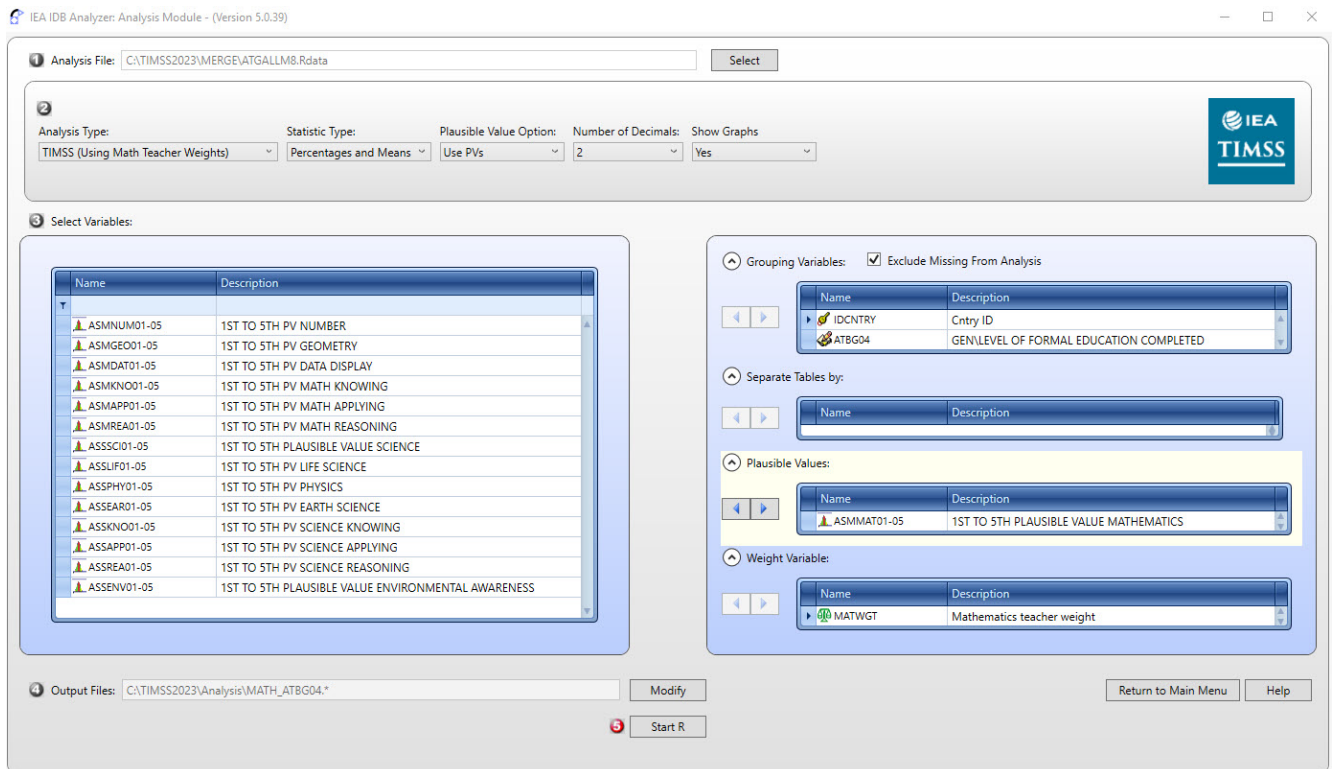 IEA IDB Analyzer: Analysis Module - (Version 5.0.39)
1 Analysis File: C:\TIMSS2023\MERGE\ATGALLM8.Rdata Select
2
Analysis Type: Statistic Type: Plausible Value Option: Number of Decimals: Show Graphs
TIMSS (Using Math Teacher Weights) Percentages and Means Use PVs 2 Yes
IEA
TIMSS
3 Select Variables:
Name Description
ASMNUM01-05 1ST TO 5TH PV NUMBER
ASMGEO01-05 1ST TO 5TH PV GEOMETRY
ASMDAT01-05 1ST TO 5TH PV DATA DISPLAY
ASMKNO01-05 1ST TO 5TH PV MATH KNOWING
ASMAPP01-05 1ST TO 5TH PV MATH APPLYING
ASMREA01-05 1ST TO 5TH PV MATH REASONING
ASSSCI01-05 1ST TO 5TH PLAUSIBLE VALUE SCIENCE
ASSLIF01-05 1ST TO 5TH PV LIFE SCIENCE
ASSPHY01-05 1ST TO 5TH PV PHYSICS
ASSEAR01-05 1ST TO 5TH PV EARTH SCIENCE
ASSKNO01-05 1ST TO 5TH PV SCIENCE KNOWING
ASSAPP01-05 1ST TO 5TH PV SCIENCE APPLYING
ASSREA01-05 1ST TO 5TH PV SCIENCE REASONING
ASSENV01-05 1ST TO 5TH PLAUSIBLE VALUE ENVIRONMENTAL AWARENESS
Grouping Variables: Exclude Missing From Analysis
Name Description
IDCNTRY Cntry ID
ATBG04 GEN\LEVEL OF FORMAL EDUCATION COMPLETED
Separate Tables by:
Name Description
Plausible Values:
Name Description
ASMMAT01-05 1ST TO 5TH PLAUSIBLE VALUE MATHEMATICS
Weight Variable:
Name Description
MATWGT Mathematics teacher weight
4 Output Files: C:\TIMSS2023\Analysis\MATH_ATBG04.* Modify Return to Main Menu Help
5 Start R